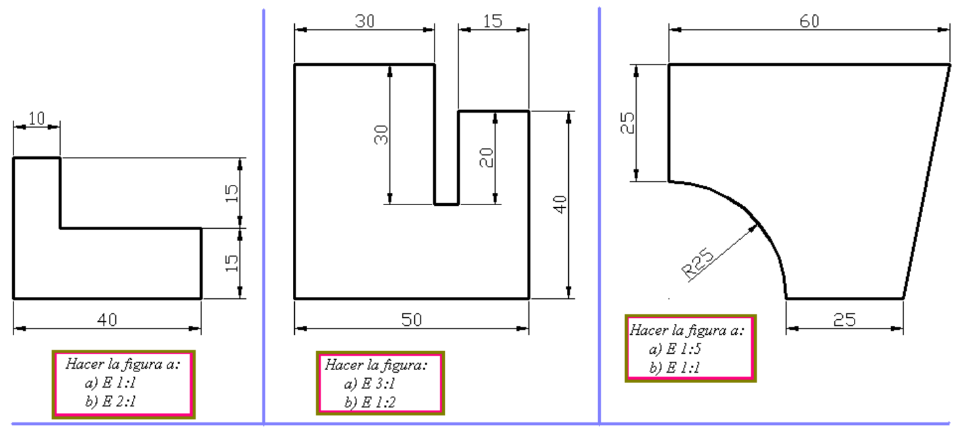 10
15
15
40
Hacer la figura a:
a) E 1:1
b) E 2:1
30
15
30
20
40
50
Hacer la figura:
a) E 3:1
b) E 1:2
60
25
R25
25
Hacer la figura a:
a) E 1:5
b) E 1:1